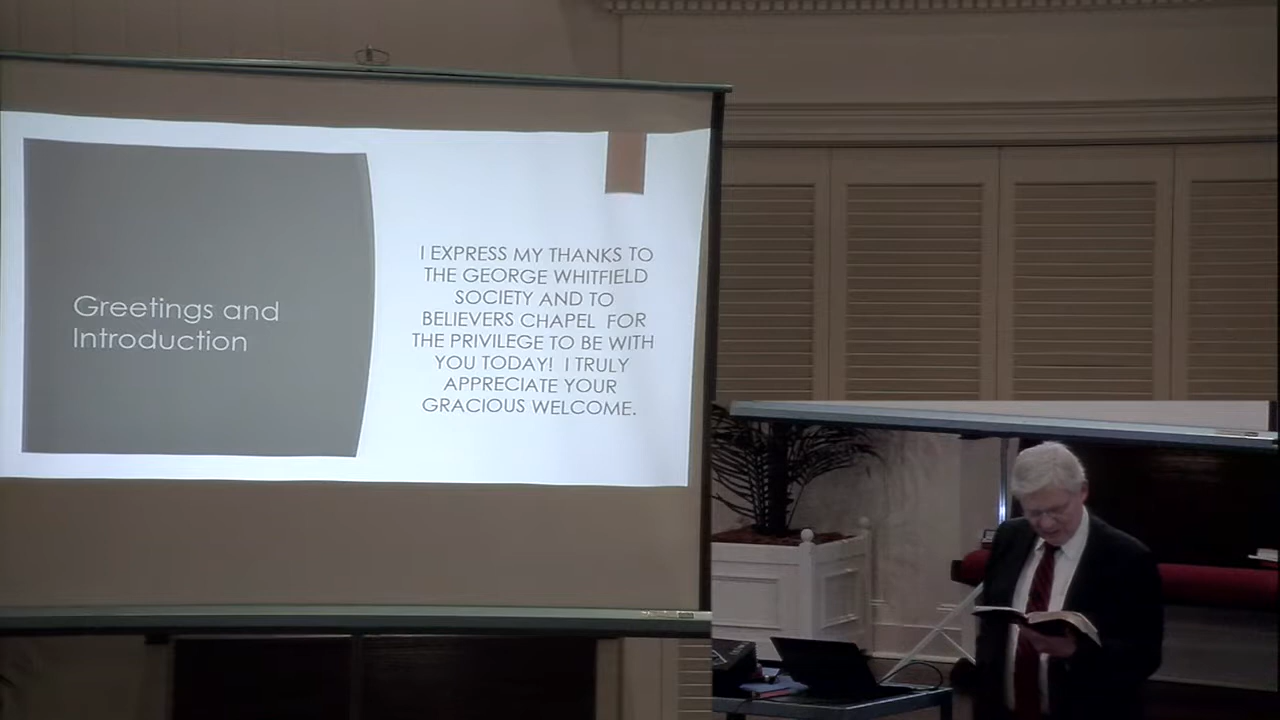 Greetings and
Introduction
I EXPRESS MY THANKS TO
THE GEORGE WHITFIELD
SOCIETY AND TO
BELIEVERS CHAPEL FOR
THE PRIVILEGE TO BE WITH
YOU TODAY! I TRULY
APPRECIATE YOUR
GRACIOUS WELCOME.